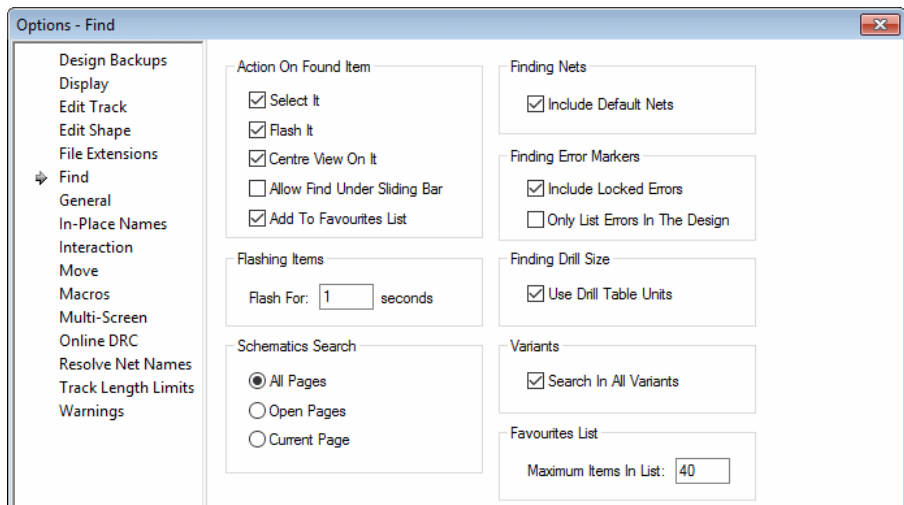 Options - Find
Design Backups
Display
Edit Track
Edit Shape
File Extensions
Find
General
In-Place Names
Interaction
Move
Macros
Multi-Screen
Online DRC
Resolve Net Names
Track Length Limits
Warnings
Action On Found Item
Select It
Flash It
Centre View On It
Allow Find Under Sliding Bar
Add To Favourites List
Flashing Items
Flash For: 1 seconds
Schematics Search
All Pages
Open Pages
Current Page
Finding Nets
Include Default Nets
Finding Error Markers
Include Locked Errors
Only List Errors In The Design
Finding Drill Size
Use Drill Table Units
Variants
Search In All Variants
Favourites List
Maximum Items In List: 40